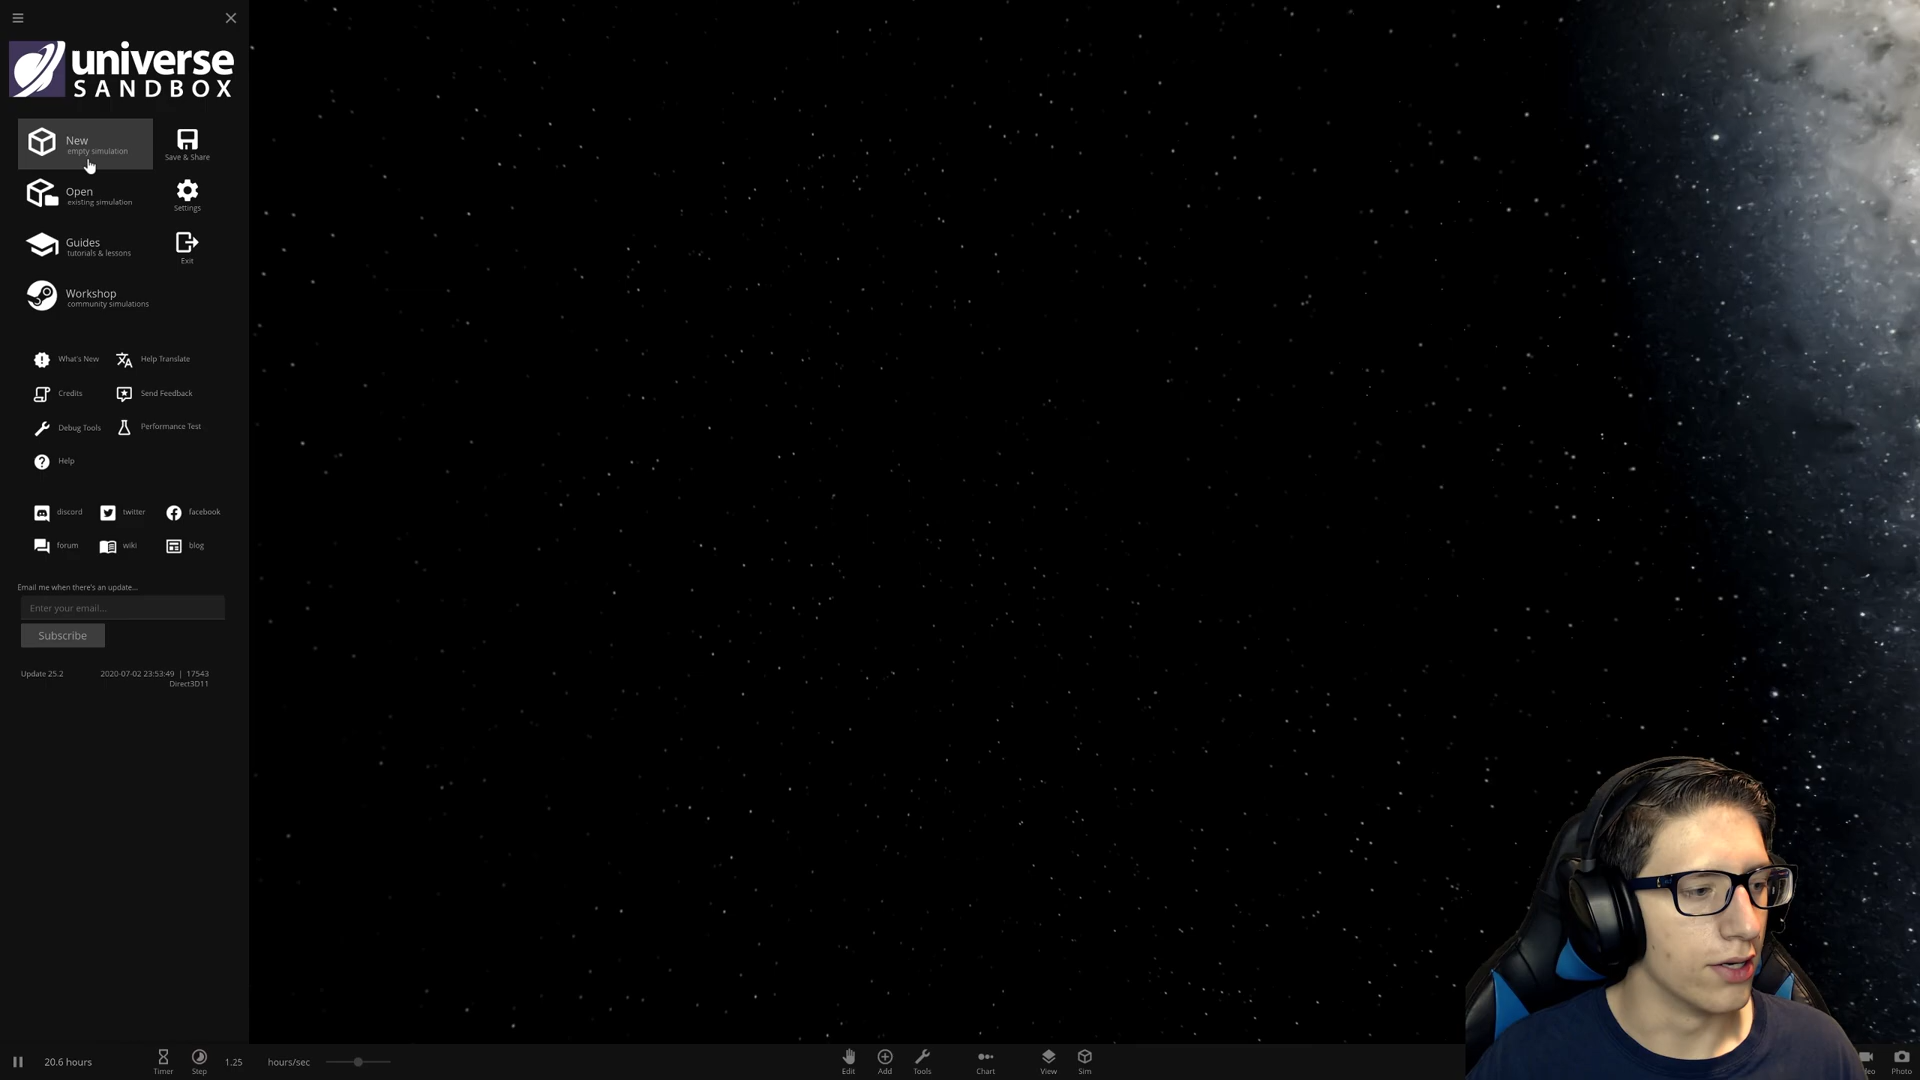 universe
SANDBOX
New
empty simulation
Save & Share
Open
existing simulation
Settings
Guides
tutorials & lessons
Exit
Workshop
community simulations
What's New
Help Translate
Credits
Send Feedback
Debug Tools
Performance Test
Help
discord
twitter
facebook
forum
wiki
blog
Email me when there's an update...
Enter your email...
Subscribe
Update 25.2
2020-07-02 23:53:49 | 17543
Direct3D11
20.6 hours
Timer
Step
1.25
hours/sec
Edit
Add
Tools
Chart
View
Sim
Photo